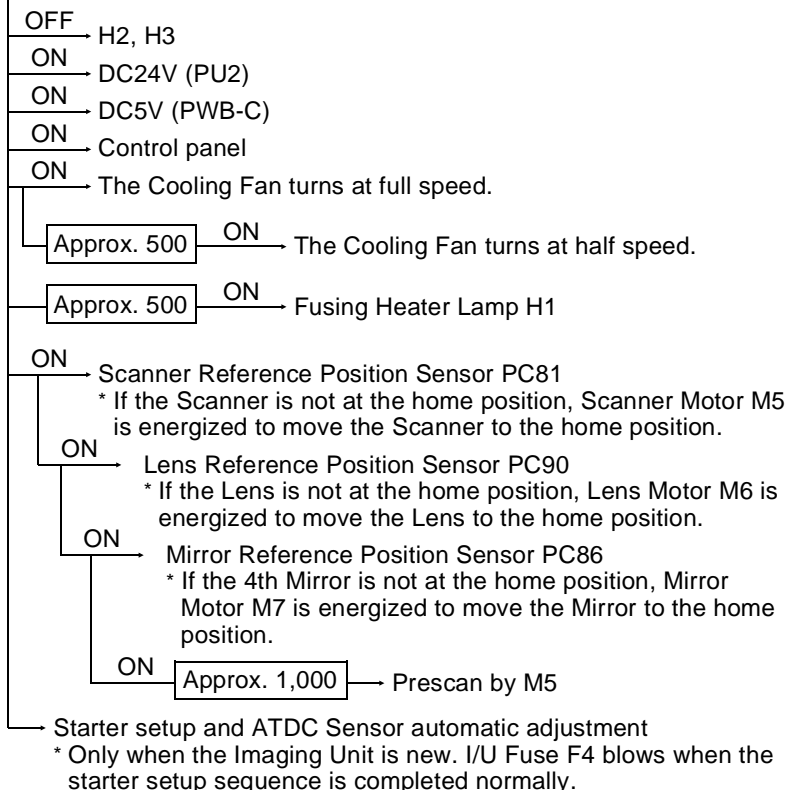 OFF
H2, H3
ON
DC24V (PU2)
ON
DC5V (PWB-C)
ON
Control panel
ON
The Cooling Fan turns at full speed.
Approx. 500 ON The Cooling Fan turns at half speed.
Approx. 500 ON Fusing Heater Lamp H1
ON
Scanner Reference Position Sensor PC81
* If the Scanner is not at the home position, Scanner Motor M5
is energized to move the Scanner to the home position.
ON
Lens Reference Position Sensor PC90
* If the Lens is not at the home position, Lens Motor M6 is
energized to move the Lens to the home position.
ON
Mirror Reference Position Sensor PC86
* If the 4th Mirror is not at the home position, Mirror
Motor M7 is energized to move the Mirror to the home
position.
ON Approx. 1,000 Prescan by M5
Starter setup and ATDC Sensor automatic adjustment
* Only when the Imaging Unit is new. I/U Fuse F4 blows when the
starter setup sequence is completed normally.